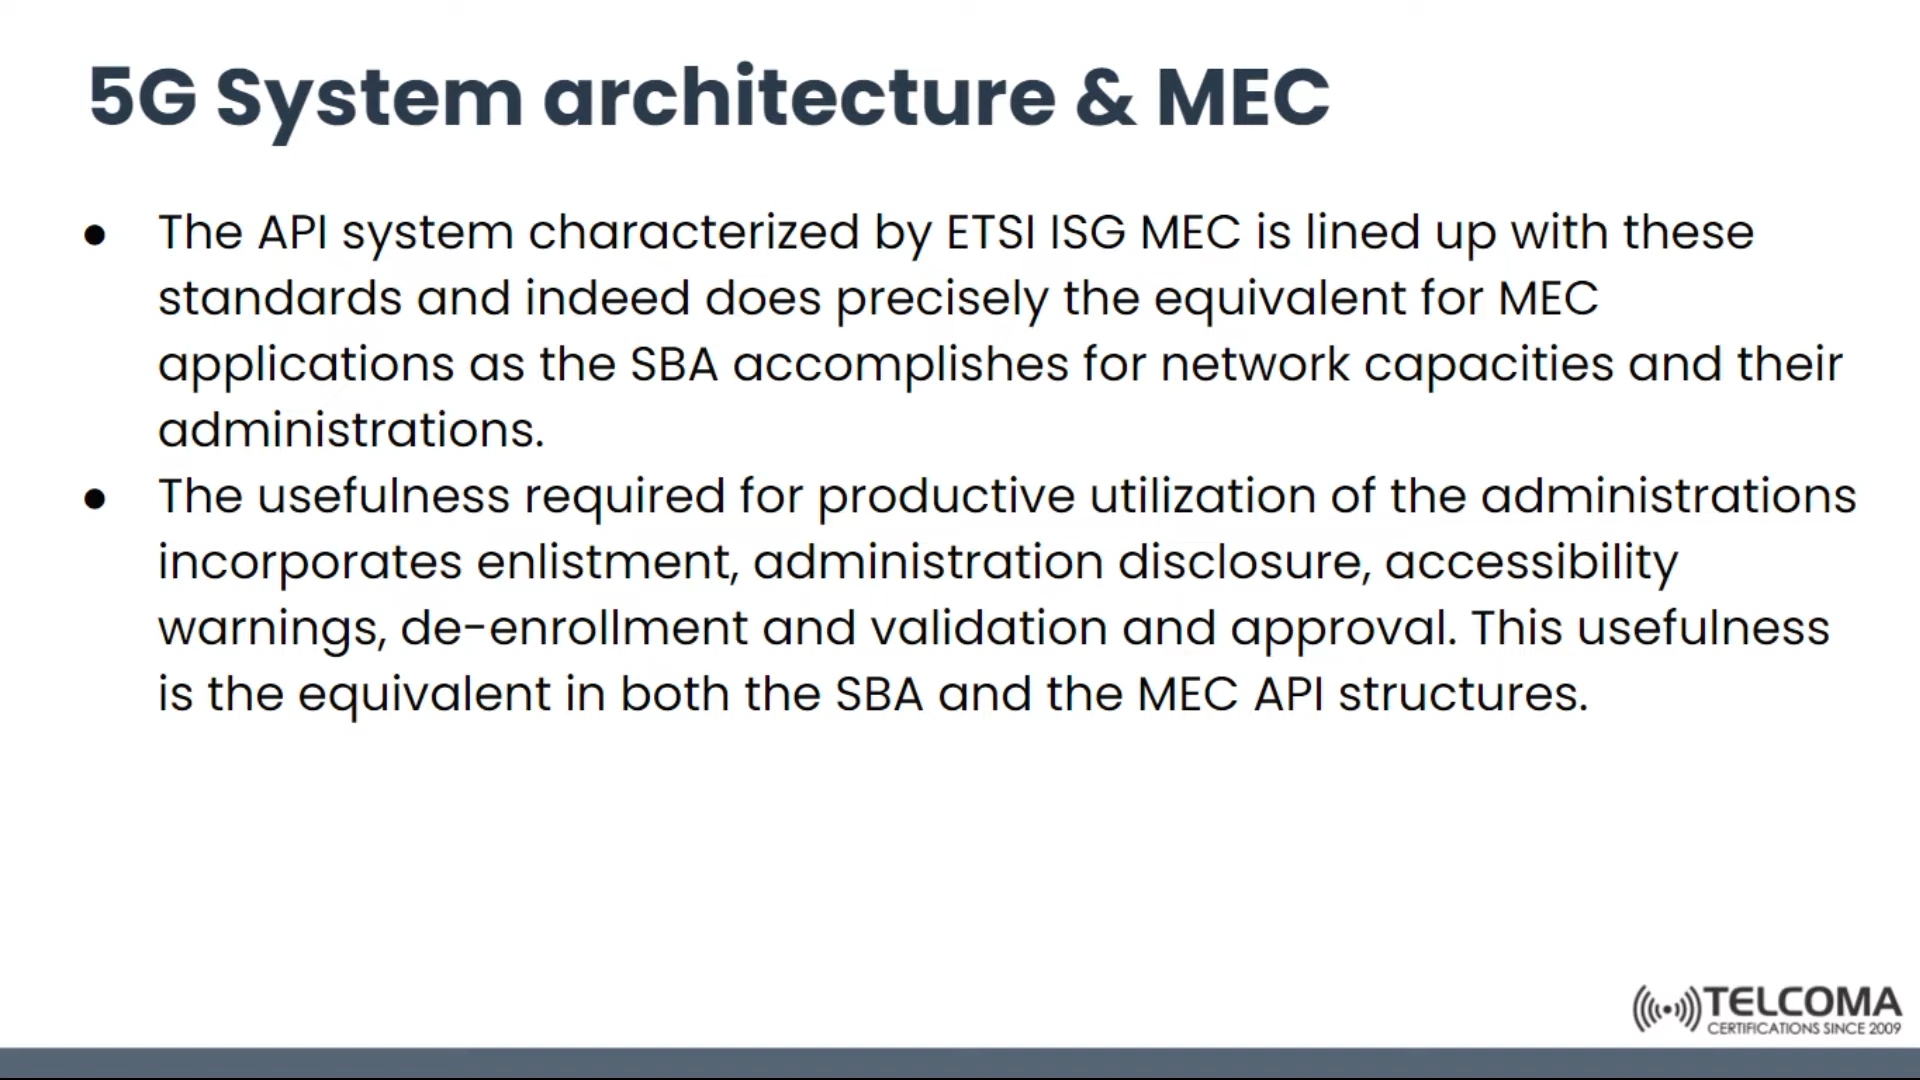 5G System architecture & MEC
● The API system characterized by ETSI ISG MEC is lined up with these
standards and indeed does precisely the equivalent for MEC
applications as the SBA accomplishes for network capacities and their
administrations.
● The usefulness required for productive utilization of the administrations
incorporates enlistment, administration disclosure, accessibility
warnings, de-enrollment and validation and approval. This usefulness
is the equivalent in both the SBA and the MEC API structures.
TELCOMA
CERTIFICATIONS SINCE 2009